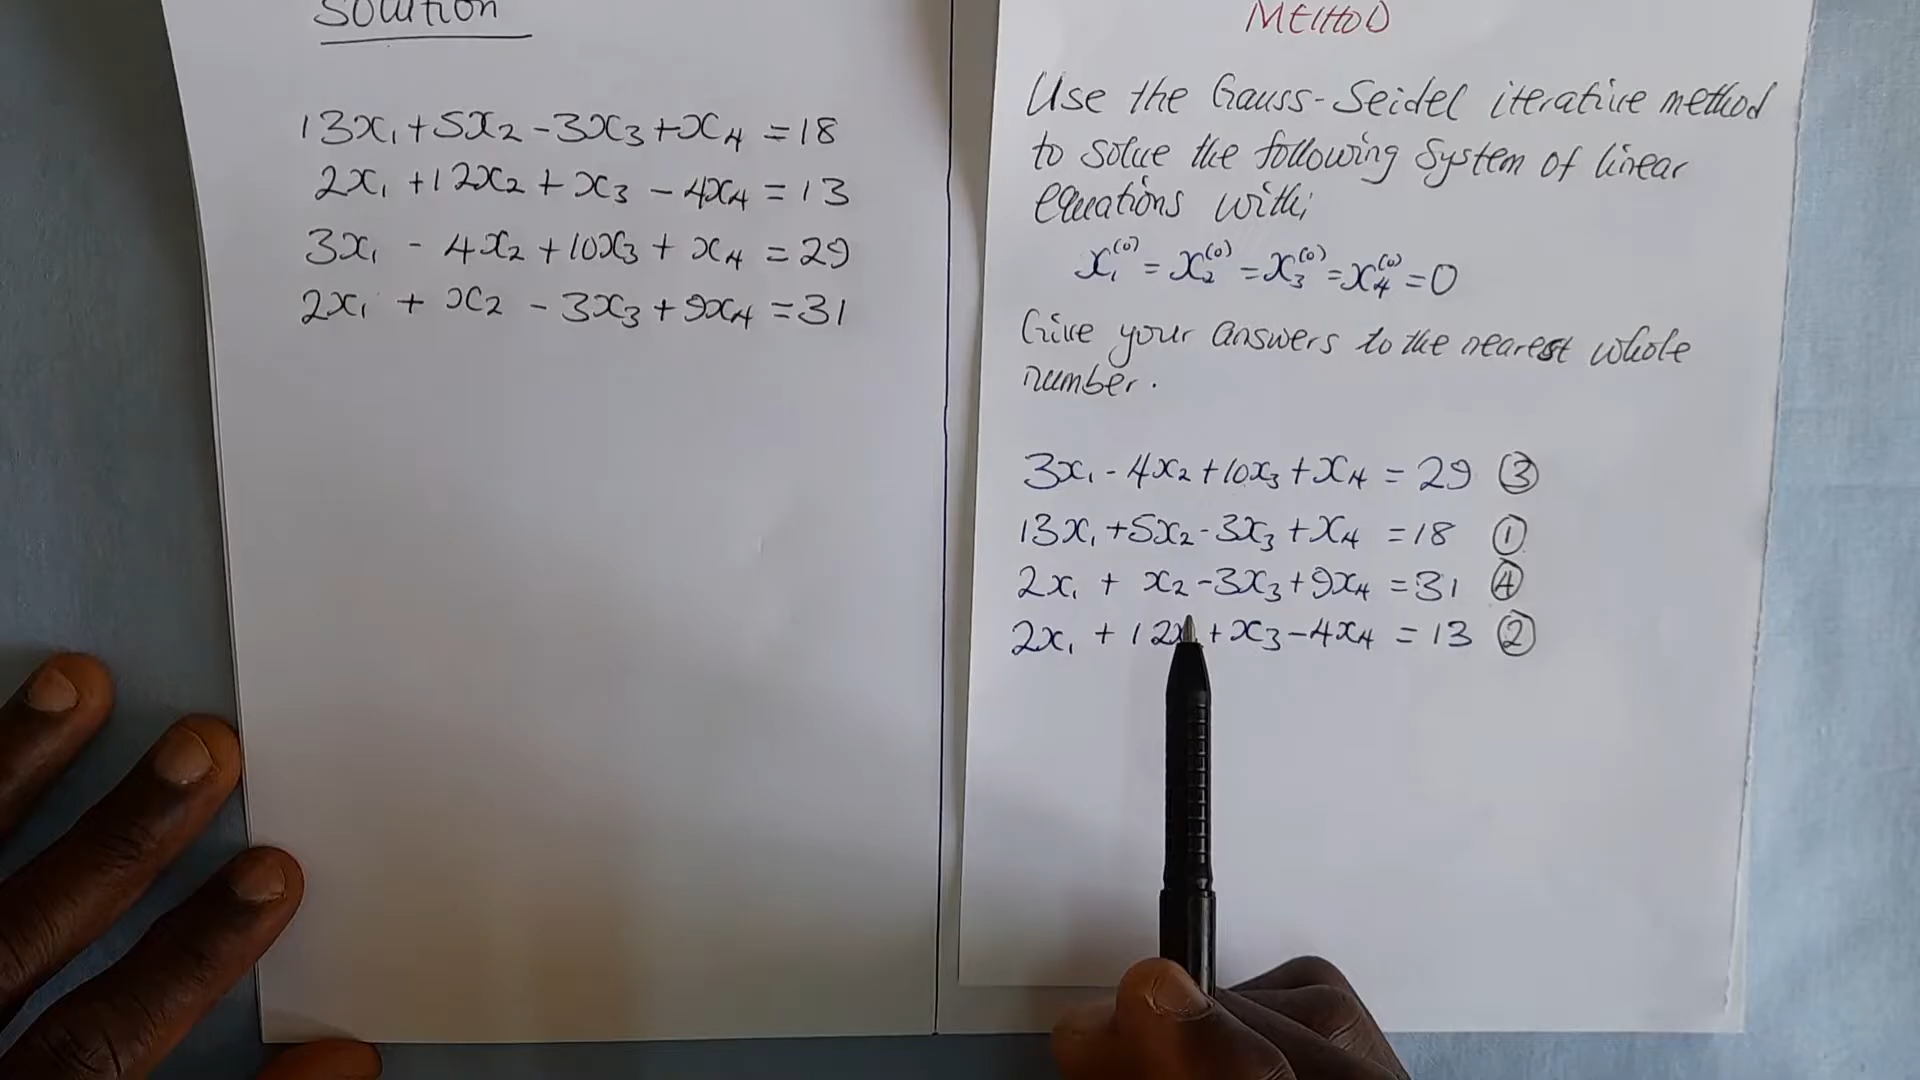 Solution
13x₁ + 5x₂ - 3x₃ + x₄ = 18
2x₁ + 12x₂ + x₃ - 4x₄ = 13
3x₁ - 4x₂ + 10x₃ + x₄ = 29
2x₁ + x₂ - 3x₃ + 9x₄ = 31
METHOD
Use the Gauss-Seidel iterative method
to solve the following system of linear
equations with;
x₁⁽⁰⁾ = x₂⁽⁰⁾ = x₃⁽⁰⁾ = x₄⁽⁰⁾ = 0
Give your answers to the nearest whole
number.
3x₁ - 4x₂ + 10x₃ + x₄ = 29 ③
13x₁ + 5x₂ - 3x₃ + x₄ = 18 ①
2x₁ + x₂ - 3x₃ + 9x₄ = 31 ④
2x₁ + 12x + x₃ - 4x₄ = 13 ②